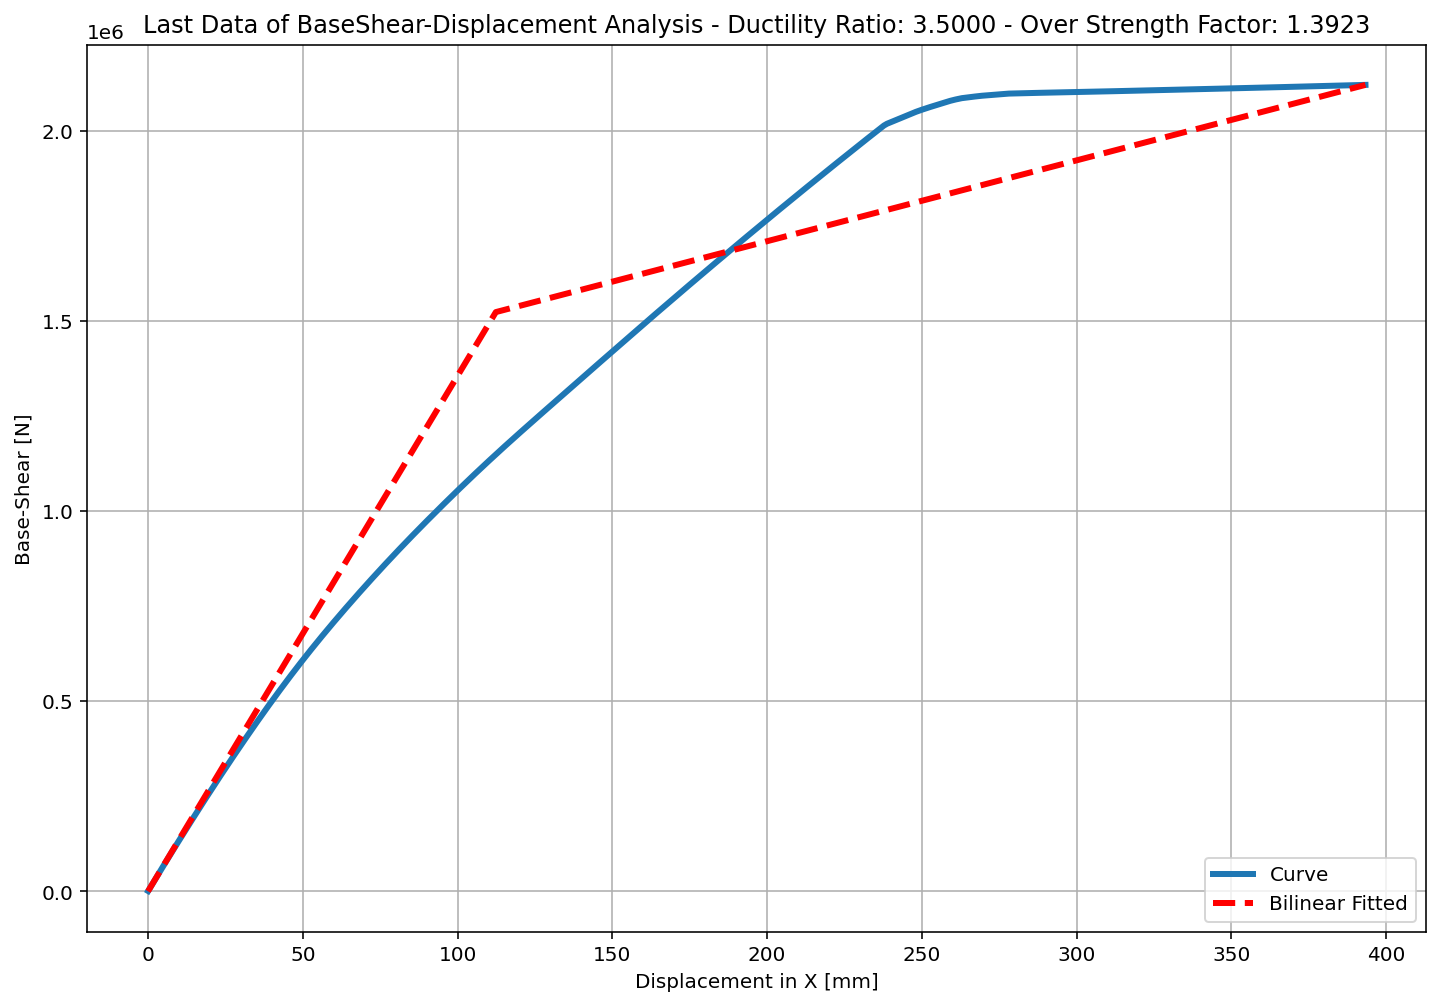 Last Data of BaseShear-Displacement Analysis - Ductility Ratio: 3.5000 - Over Strength Factor: 1.3923
1e6
2.0
1.5
1.0
0.5
0.0
Base-Shear [N]
0 50 100 150 200 250 300 350 400
Displacement in X [mm]
Curve
Bilinear Fitted